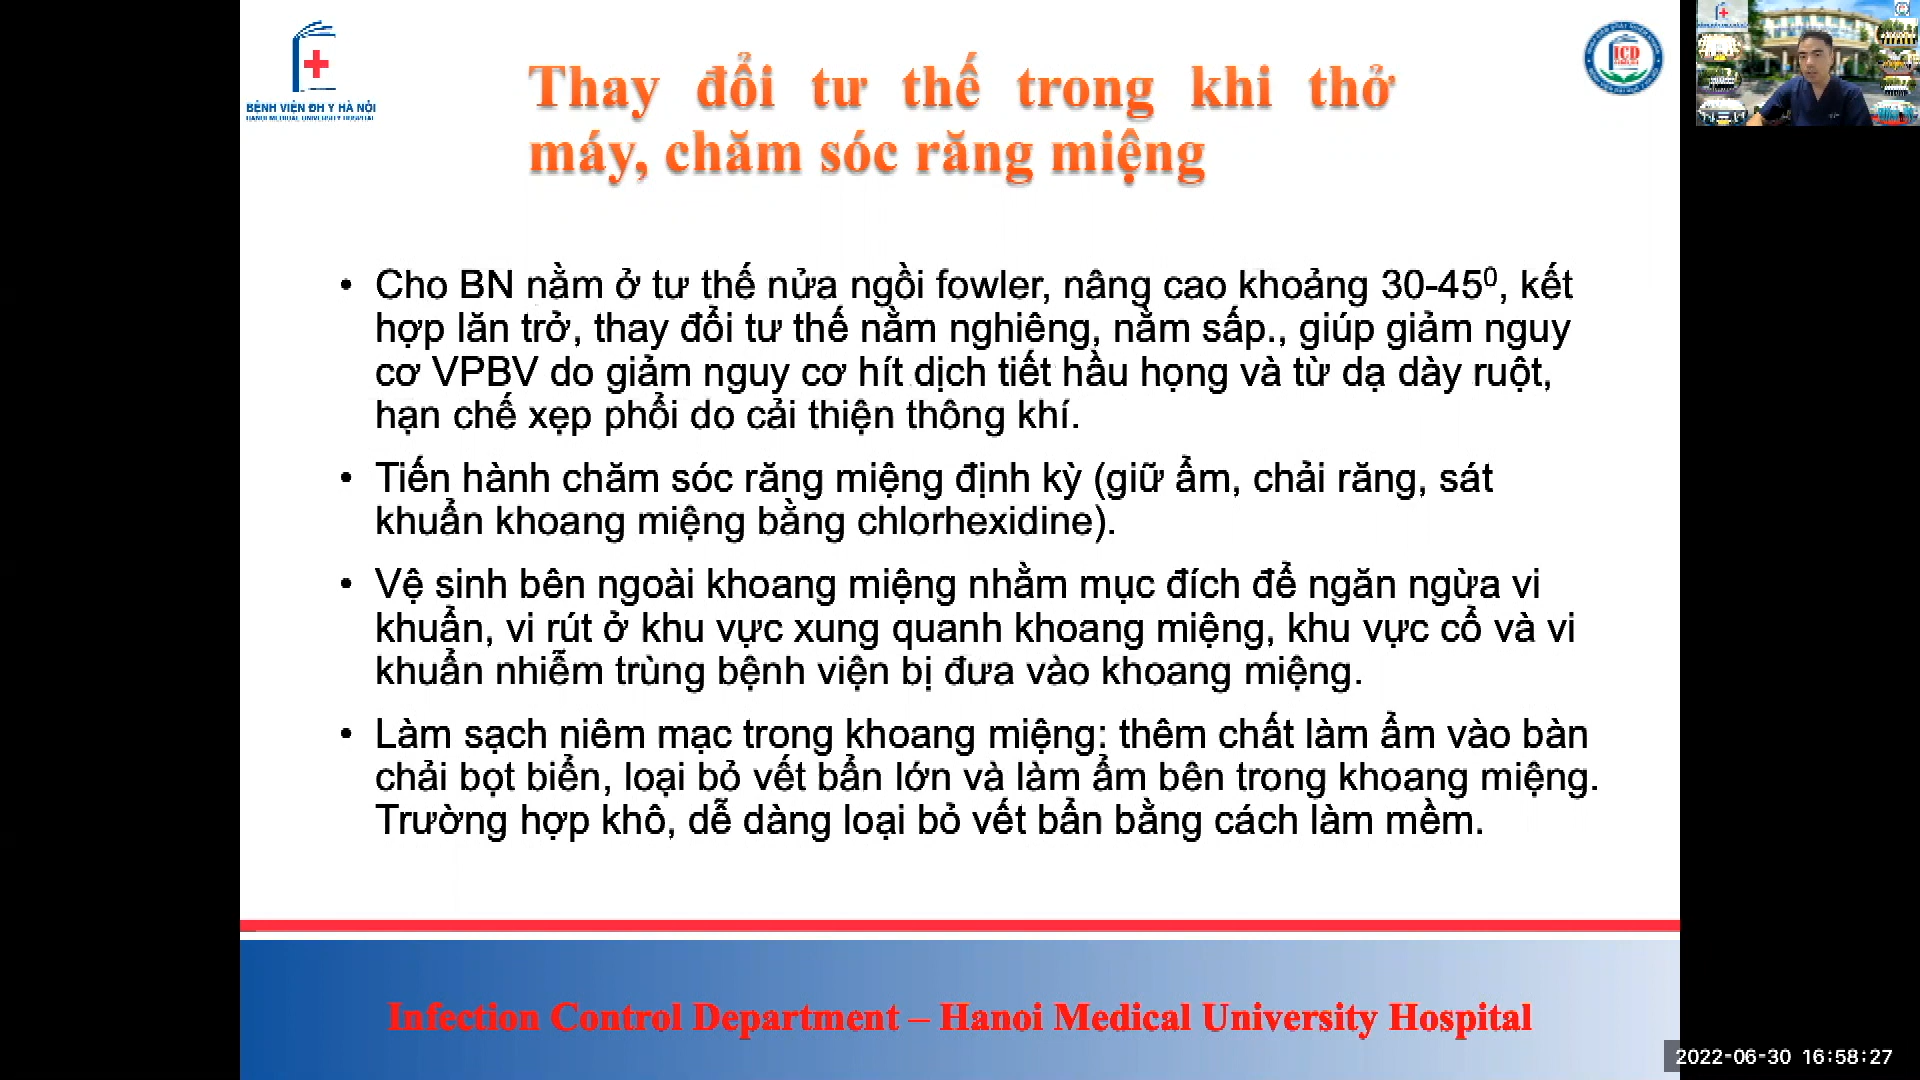 BỆNH VIỆN ĐH Y HÀ NỘI
HANOI MEDICAL UNIVERSITY HOSPITAL
ICD
Thay đổi tư thế trong khi thở
máy, chăm sóc răng miệng
• Cho BN nằm ở tư thế nửa ngồi fowler, nâng cao khoảng 30-45⁰, kết
hợp lăn trở, thay đổi tư thế nằm nghiêng, nằm sấp., giúp giảm nguy
cơ VPBV do giảm nguy cơ hít dịch tiết hầu họng và từ dạ dày ruột,
hạn chế xẹp phổi do cải thiện thông khí.
• Tiến hành chăm sóc răng miệng định kỳ (giữ ẩm, chải răng, sát
khuẩn khoang miệng bằng chlorhexidine).
• Vệ sinh bên ngoài khoang miệng nhằm mục đích để ngăn ngừa vi
khuẩn, vi rút ở khu vực xung quanh khoang miệng, khu vực cổ và vi
khuẩn nhiễm trùng bệnh viện bị đưa vào khoang miệng.
• Làm sạch niêm mạc trong khoang miệng: thêm chất làm ẩm vào bàn
chải bọt biển, loại bỏ vết bẩn lớn và làm ẩm bên trong khoang miệng.
Trường hợp khô, dễ dàng loại bỏ vết bẩn bằng cách làm mềm.
Infection Control Department – Hanoi Medical University Hospital
2022-06-30 16:58:27